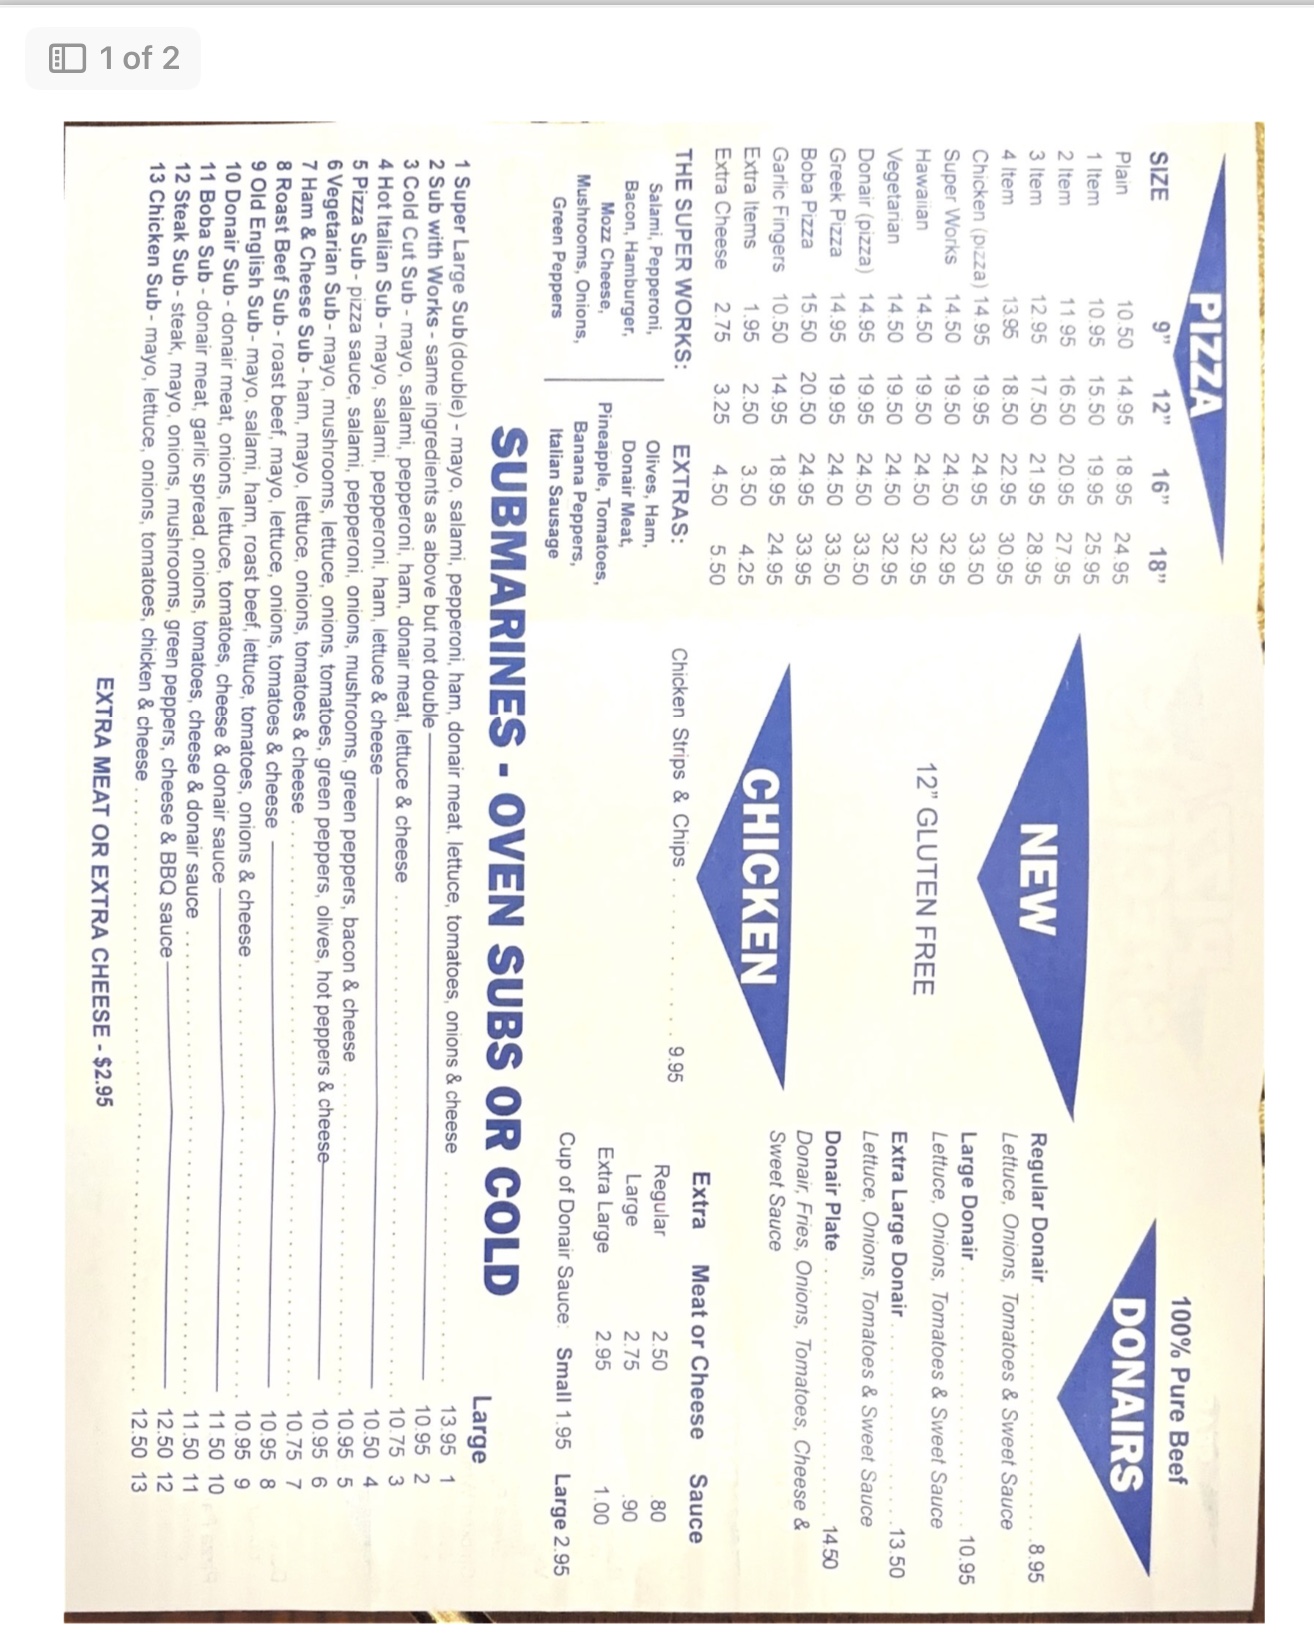 1 of 2
PIZZA
SIZE 9" 12" 16" 18"
Plain 10.50 14.95 18.95 24.95
1 Item 10.95 15.50 19.95 25.95
2 Item 11.95 16.50 20.95 27.95
3 Item 12.95 17.50 21.95 28.95
4 Item 13.95 18.50 22.95 30.95
Chicken (pizza) 14.95 19.95 24.95 33.50
Super Works 14.50 19.50 24.50 32.95
Hawaiian 14.50 19.50 24.50 32.95
Vegetarian 14.50 19.50 24.50 32.95
Donair (pizza) 14.95 19.95 24.50 33.50
Greek Pizza 14.95 19.95 24.50 33.50
Boba Pizza 15.50 20.50 24.95 33.95
Garlic Fingers 10.50 14.95 18.95 24.95
Extra Items 1.95 2.50 3.50 4.25
Extra Cheese 2.75 3.25 4.50 5.50
THE SUPER WORKS:
Salami, Pepperoni,
Bacon, Hamburger,
Mozz Cheese,
Mushrooms, Onions,
Green Peppers
EXTRAS:
Olives, Ham,
Donair Meat,
Pineapple, Tomatoes,
Banana Peppers,
Italian Sausage
NEW
12" GLUTEN FREE
CHICKEN
Chicken Strips & Chips . . . . . . . . . . 9.95
100% Pure Beef
DONAIRS
Regular Donair . . . . . . . . . . 8.95
Lettuce, Onions, Tomatoes & Sweet Sauce
Large Donair . . . . . . . . . . 10.95
Lettuce, Onions, Tomatoes & Sweet Sauce
Extra Large Donair . . . . . . . . . . 13.50
Lettuce, Onions, Tomatoes & Sweet Sauce
Donair Plate . . . . . . . . . . 14.50
Donair, Fries, Onions, Tomatoes, Cheese &
Sweet Sauce
Extra Meat or Cheese Sauce
Regular 2.50 .80
Large 2.75 .90
Extra Large 2.95 1.00
Cup of Donair Sauce: Small 1.95 Large 2.95
SUBMARINES - OVEN SUBS OR COLD
Large
1 Super Large Sub(double) - mayo, salami, pepperoni, ham, donair meat, lettuce, tomatoes, onions & cheese . . . . . . . . . . 13.95 1
2 Sub with Works - same ingredients as above but not double 10.95 2
3 Cold Cut Sub - mayo, salami, pepperoni, ham, donair meat, lettuce & cheese . . . . . . . . . . 10.75 3
4 Hot Italian Sub - mayo, salami, pepperoni, ham, lettuce & cheese 10.50 4
5 Pizza Sub - pizza sauce, salami, pepperoni, onions, mushrooms, green peppers, bacon & cheese . . . . . . . . . . 10.95 5
6 Vegetarian Sub - mayo, mushrooms, lettuce, onions, tomatoes, green peppers, olives, hot peppers & cheese 10.95 6
7 Ham & Cheese Sub - ham, mayo, lettuce, onions, tomatoes & cheese . . . . . . . . . . 10.75 7
8 Roast Beef Sub - roast beef, mayo, lettuce, onions, tomatoes & cheese 10.95 8
9 Old English Sub - mayo, salami, ham, roast beef, lettuce, tomatoes, onions & cheese . . . . . . . . . . 10.95 9
10 Donair Sub - donair meat, onions, lettuce, tomatoes, cheese & donair sauce 11.50 10
11 Boba Sub - donair meat, garlic spread, onions, tomatoes, cheese & donair sauce . . . . . . . . . . 11.50 11
12 Steak Sub - steak, mayo, onions, mushrooms, green peppers, cheese & BBQ sauce 12.50 12
13 Chicken Sub - mayo, lettuce, onions, tomatoes, chicken & cheese . . . . . . . . . . 12.50 13
EXTRA MEAT OR EXTRA CHEESE - $2.95